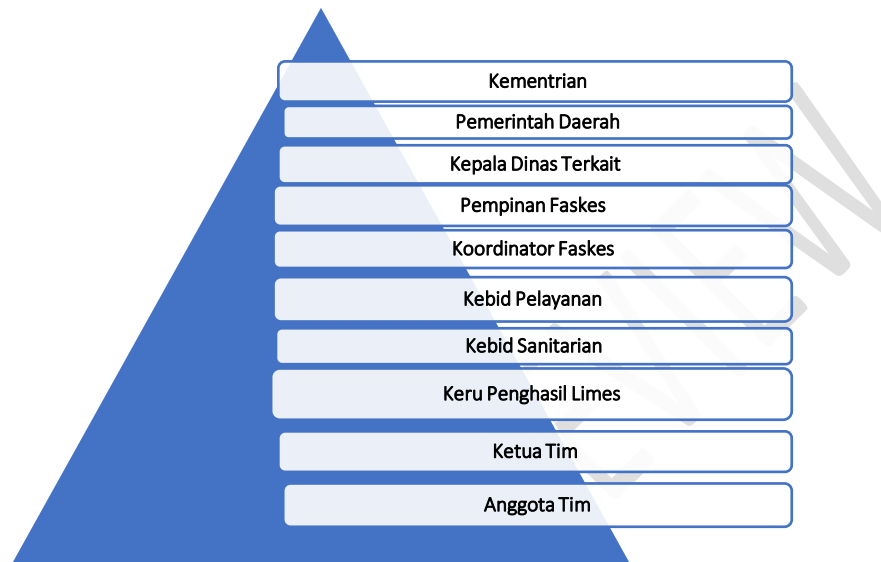 Kementrian
Pemerintah Daerah
Kepala Dinas Terkait
Pempinan Faskes
Koordinator Faskes
Kebid Pelayanan
Kebid Sanitarian
Keru Penghasil Limes
Ketua Tim
Anggota Tim